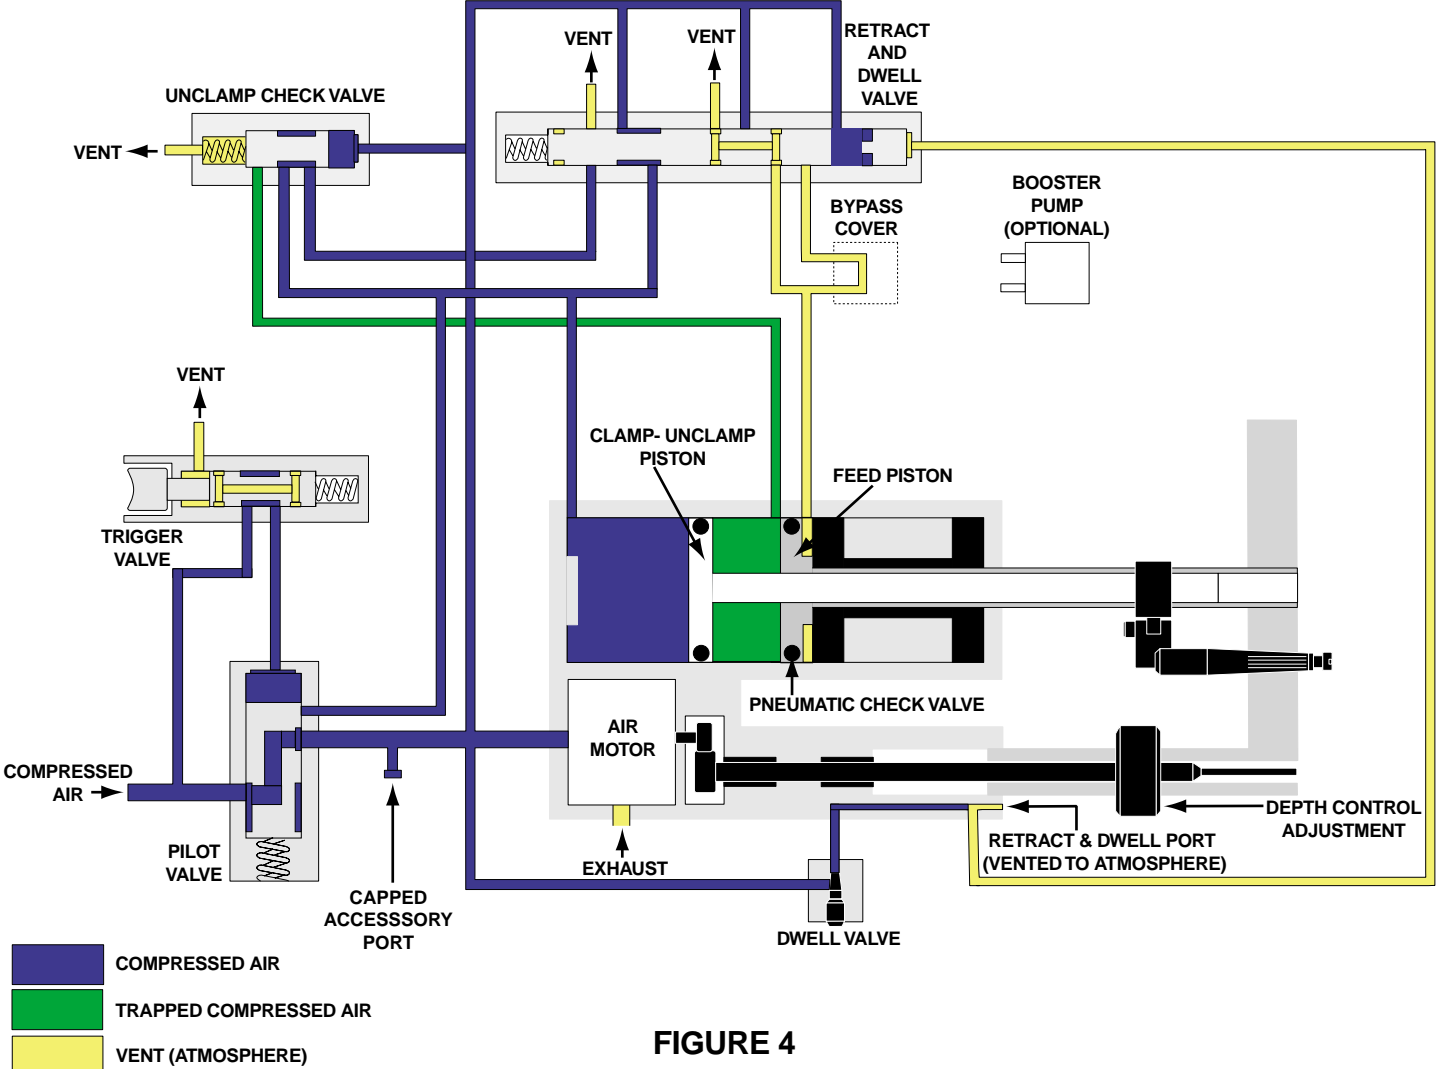 VENT
VENT
RETRACT
AND
DWELL
VALVE
UNCLAMP CHECK VALVE
VENT
BYPASS
COVER
BOOSTER
PUMP
(OPTIONAL)
VENT
CLAMP- UNCLAMP
PISTON
FEED PISTON
TRIGGER
VALVE
PNEUMATIC CHECK VALVE
AIR
MOTOR
COMPRESSED
AIR
DEPTH CONTROL
ADJUSTMENT
RETRACT & DWELL PORT
(VENTED TO ATMOSPHERE)
PILOT
VALVE
EXHAUST
CAPPED
ACCESSSORY
PORT
DWELL VALVE
COMPRESSED AIR
TRAPPED COMPRESSED AIR
VENT (ATMOSPHERE)
FIGURE 4